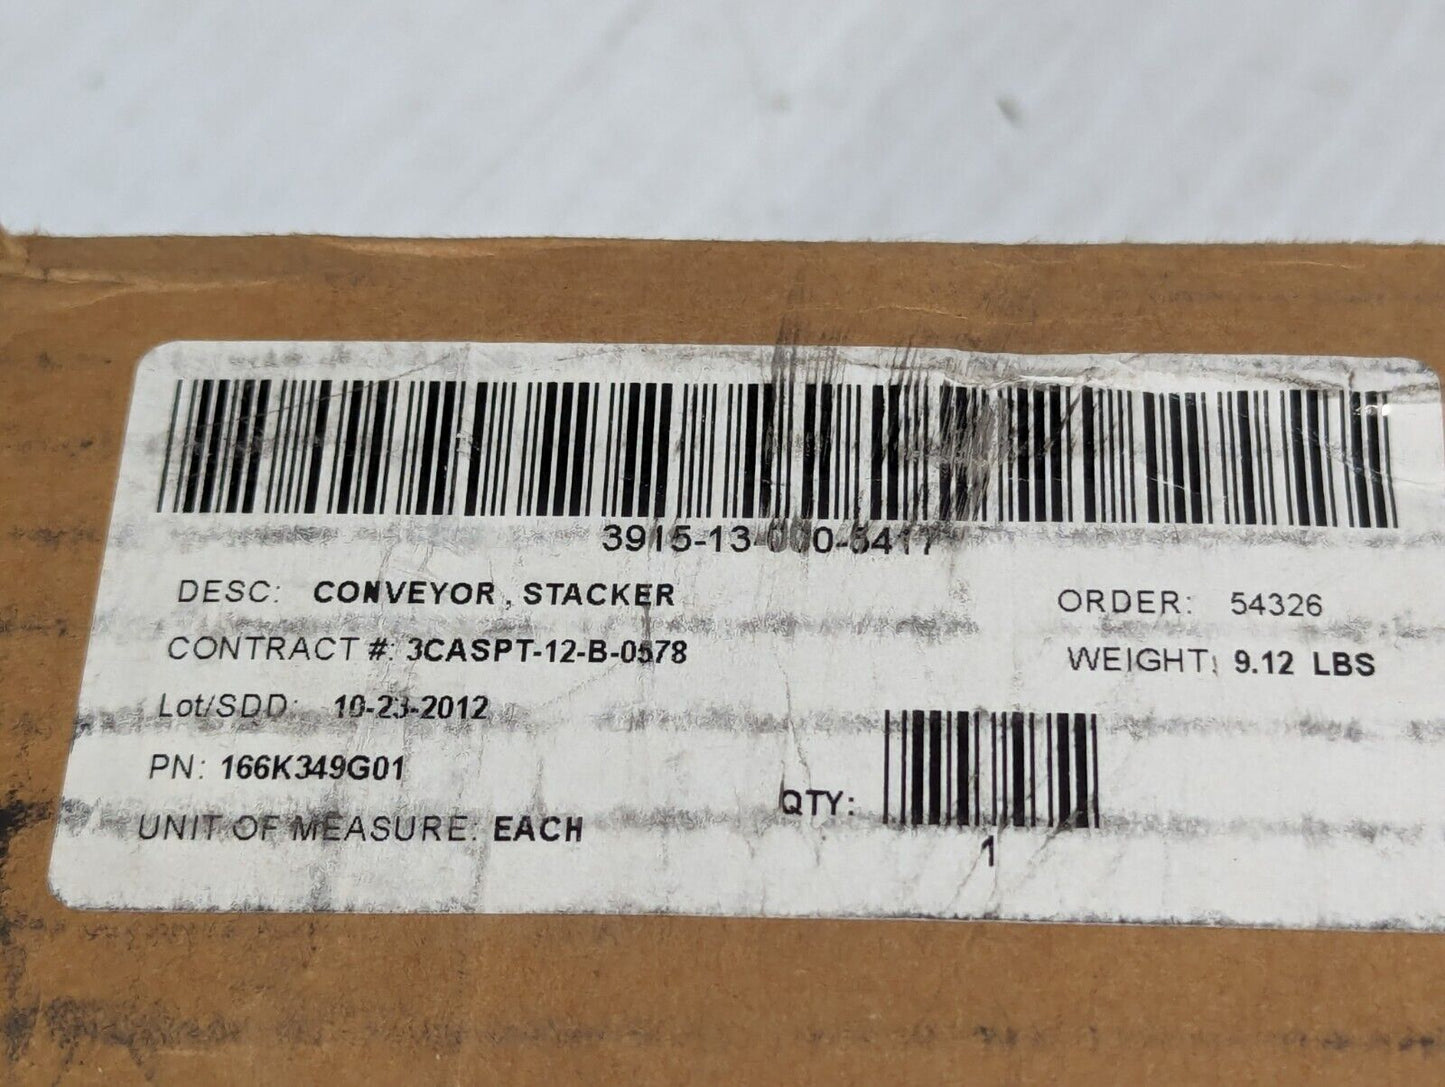 3915-13-000-5417
DESC: CONVEYOR, STACKER
ORDER: 54326
CONTRACT #: 3CASPT-12-B-0578
WEIGHT: 9.12 LBS
Lot/SDD: 10-23-2012
PN: 166K349G01
QTY:
UNIT OF MEASURE: EACH
1